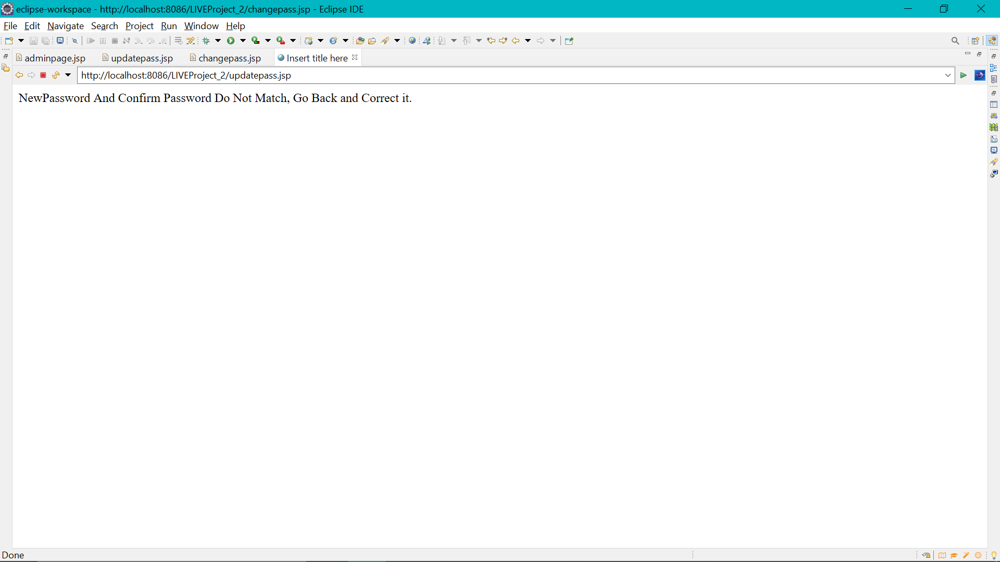 eclipse-workspace - http://localhost:8086/LIVEProject_2/changepass.jsp - Eclipse IDE
File Edit Navigate Search Project Run Window Help
adminpage.jsp updatepass.jsp changepass.jsp Insert title here
http://localhost:8086/LIVEProject_2/updatepass.jsp
NewPassword And Confirm Password Do Not Match, Go Back and Correct it.
Done